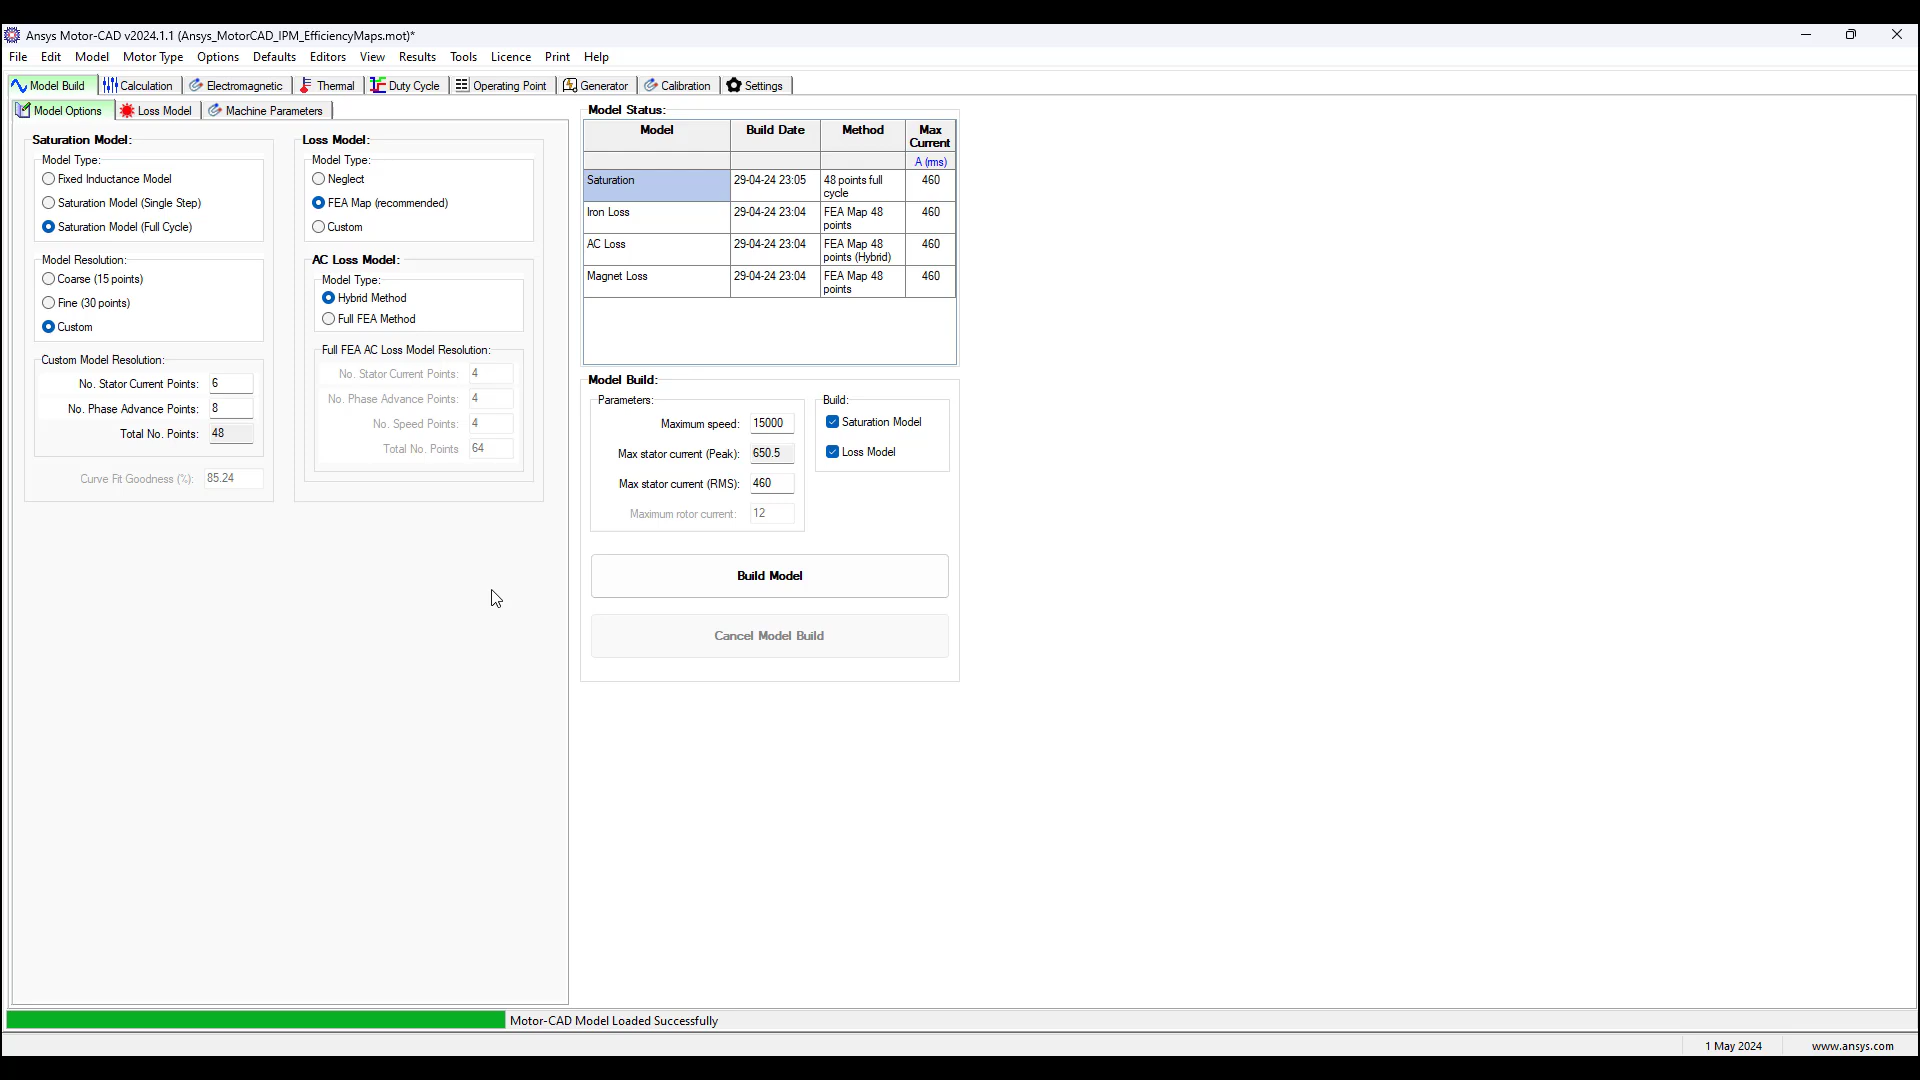 Ansys Motor-CAD v2024.1.1 (Ansys_MotorCAD_IPM_EfficiencyMaps.mot)*
File Edit Model Motor Type Options Defaults Editors View Results Tools Licence Print Help
Model Build Calculation Electromagnetic Thermal Duty Cycle Operating Point Generator Calibration Settings
Model Options Loss Model Machine Parameters
Saturation Model:
Model Type:
Fixed Inductance Model
Saturation Model (Single Step)
Saturation Model (Full Cycle)
Model Resolution:
Coarse (15 points)
Fine (30 points)
Custom
Custom Model Resolution:
No. Stator Current Points: 6
No. Phase Advance Points: 8
Total No. Points: 48
Curve Fit Goodness (%): 85.24
Loss Model:
Model Type:
Neglect
FEA Map (recommended)
Custom
AC Loss Model:
Model Type:
Hybrid Method
Full FEA Method
Full FEA AC Loss Model Resolution:
No. Stator Current Points: 4
No. Phase Advance Points: 4
No. Speed Points: 4
Total No. Points 64
Model Status:
Model Build Date Method Max
Current
A (rms)
Saturation 29-04-24 23:05 48 points full 460
cycle
Iron Loss 29-04-24 23:04 FEA Map 48 460
points
AC Loss 29-04-24 23:04 FEA Map 48 460
points (Hybrid)
Magnet Loss 29-04-24 23:04 FEA Map 48 460
points
Model Build:
Parameters:
Maximum speed: 15000
Max stator current (Peak): 650.5
Max stator current (RMS): 460
Maximum rotor current: 12
Build:
Saturation Model
Loss Model
Build Model
Cancel Model Build
Motor-CAD Model Loaded Successfully
1 May 2024 www.ansys.com